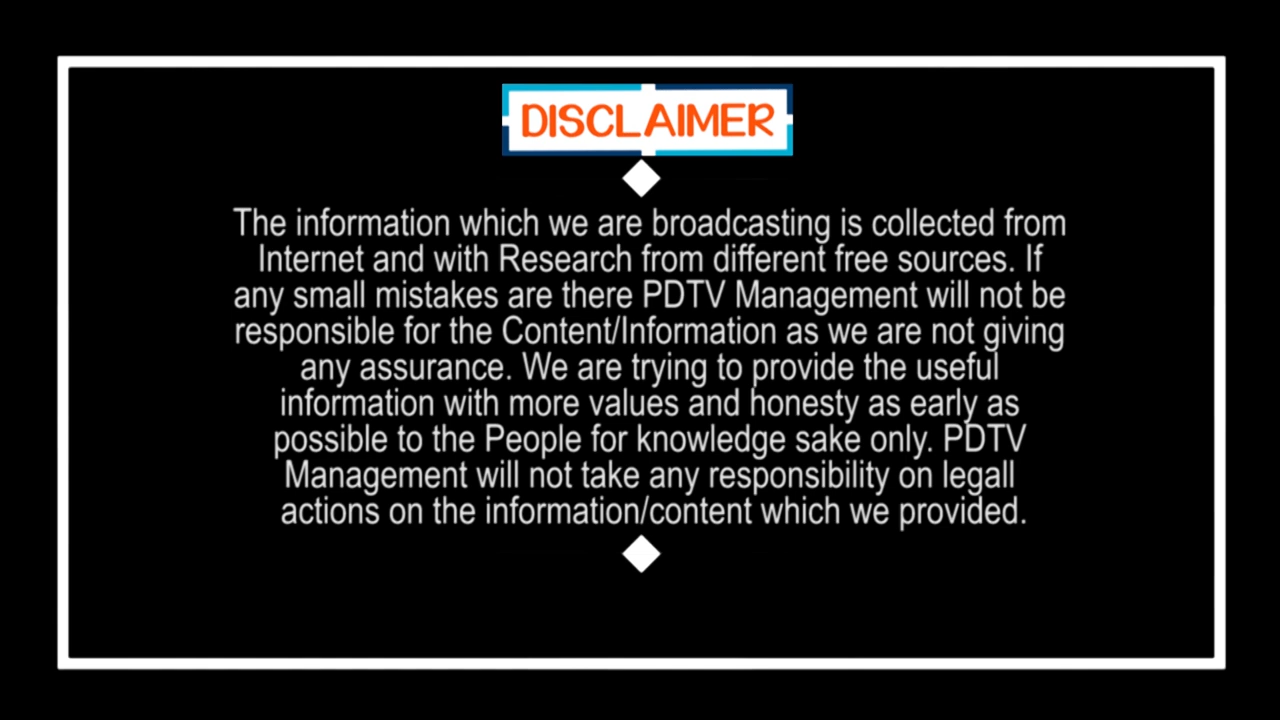 DISCLAIMER
The information which we are broadcasting is collected from
Internet and with Research from different free sources. If
any small mistakes are there PDTV Management will not be
responsible for the Content/Information as we are not giving
any assurance. We are trying to provide the useful
information with more values and honesty as early as
possible to the People for knowledge sake only. PDTV
Management will not take any responsibility on legall
actions on the information/content which we provided.